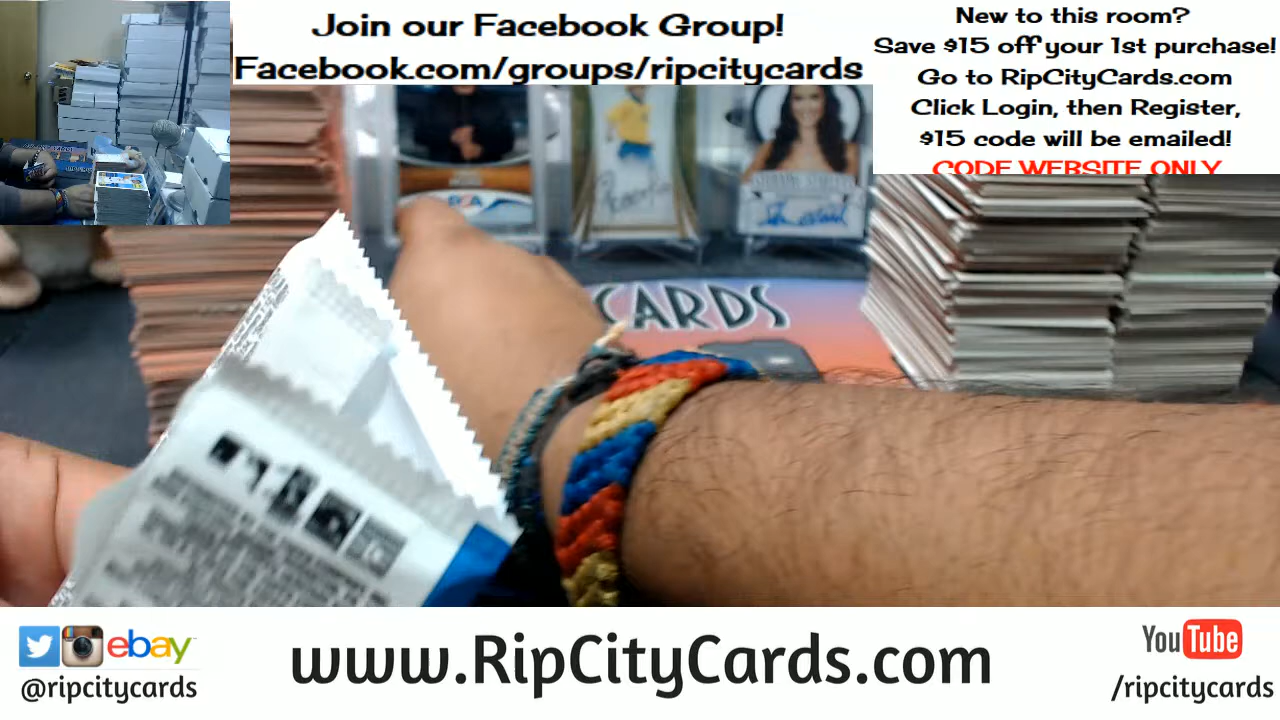 Join our Facebook Group!
Facebook.com/groups/ripcitycards
New to this room?
Save $15 off your 1st purchase!
Go to RipCityCards.com
Click Login, then Register,
$15 code will be emailed!
CODE WEBSITE ONLY
PSA
CARDS
ebay
@ripcitycards
www.RipCityCards.com
YouTube
/ripcitycards